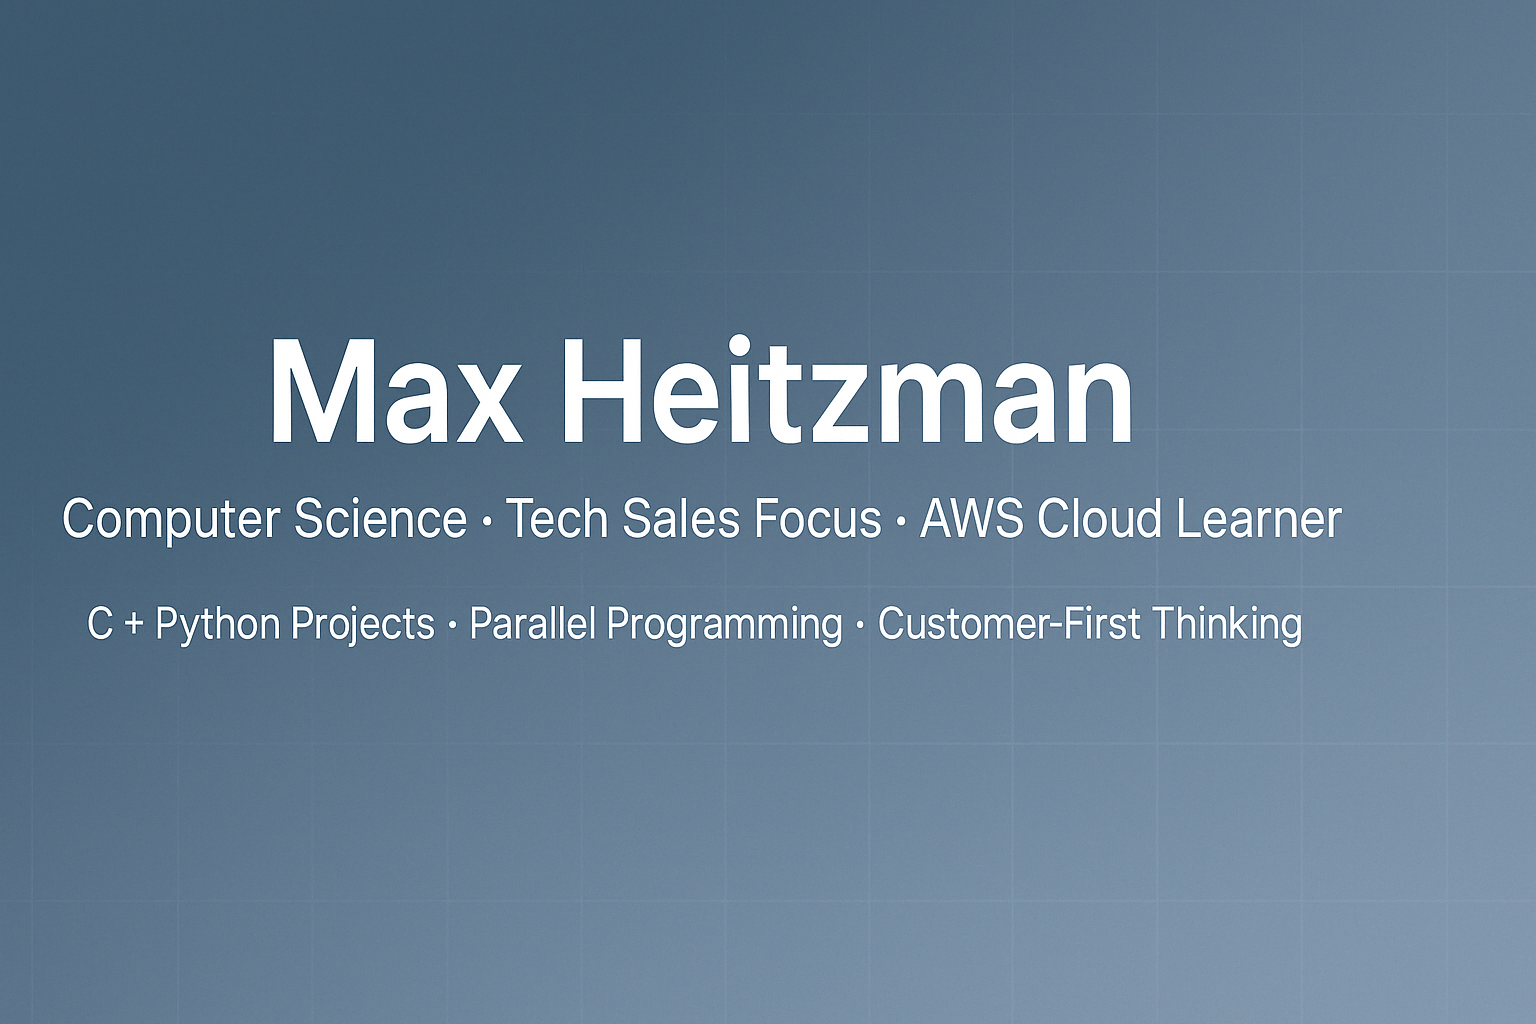 Max Heitzman
Computer Science · Tech Sales Focus · AWS Cloud Learner
C + Python Projects · Parallel Programming · Customer-First Thinking